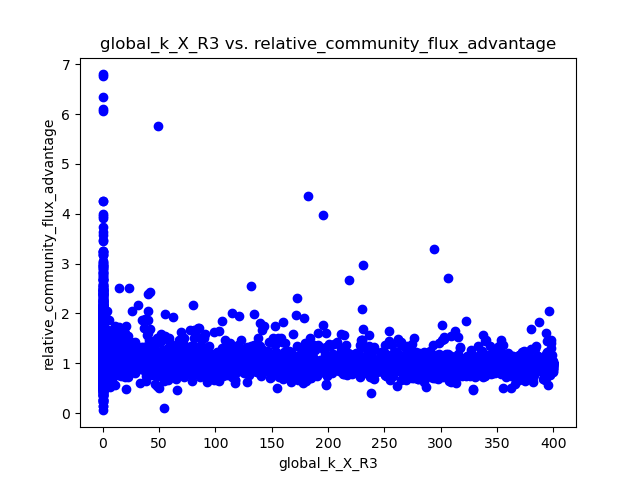 global_k_X_R3 vs. relative_community_flux_advantage
relative_community_flux_advantage
7
6
5
4
3
2
1
0
0 50 100 150 200 250 300 350 400
global_k_X_R3